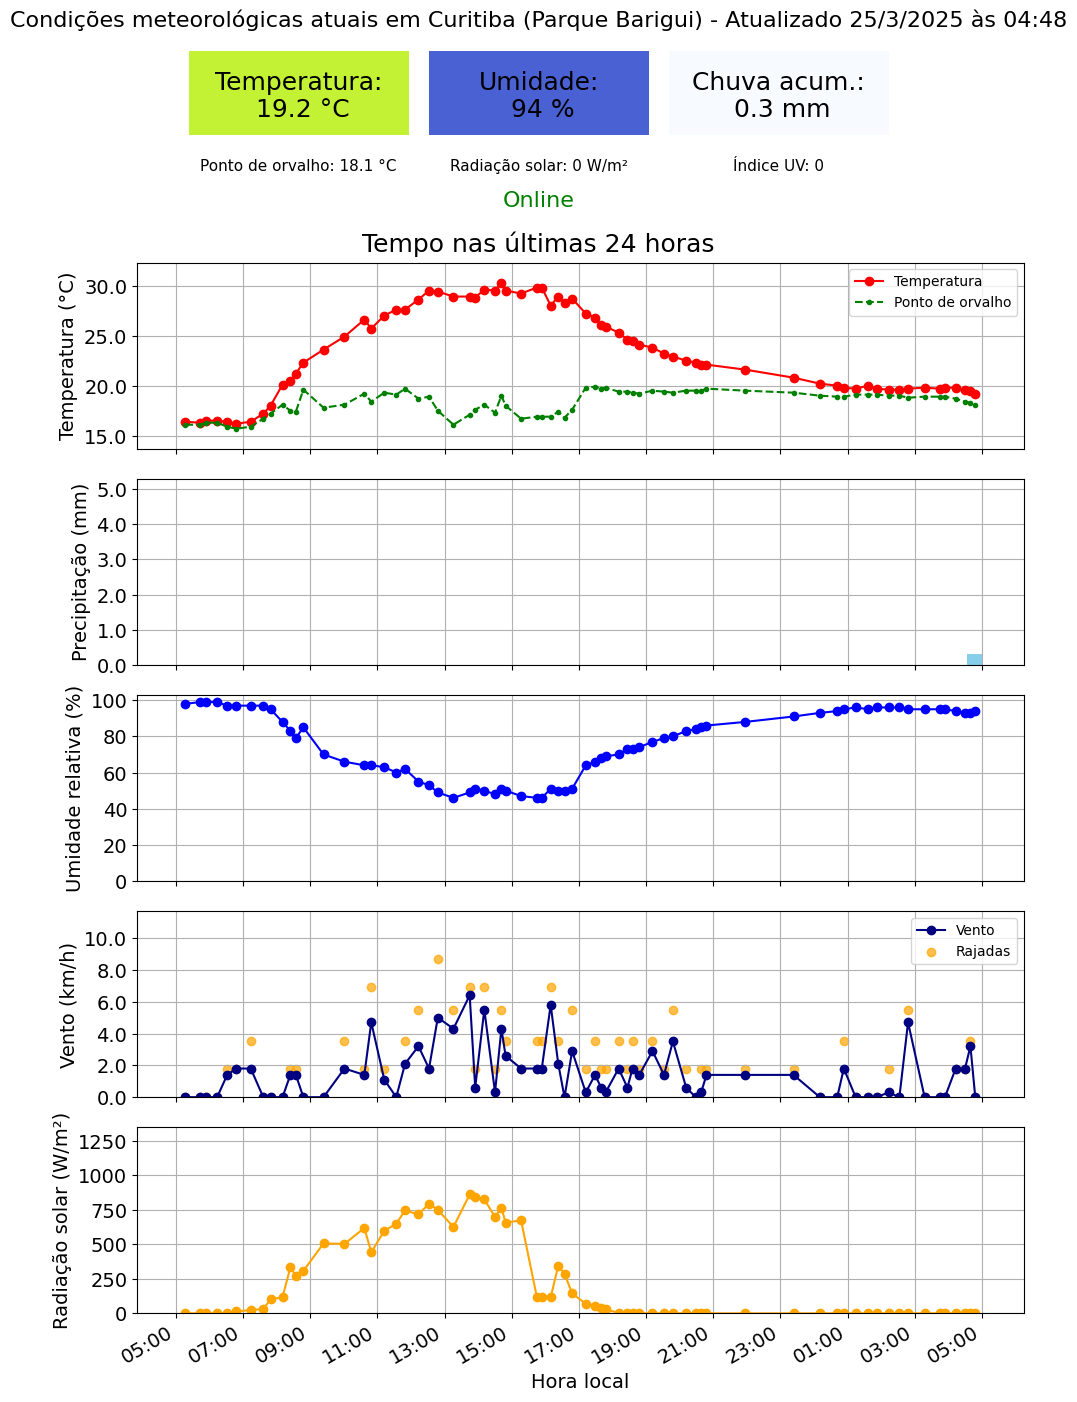 Condições meteorológicas atuais em Curitiba (Parque Barigui) - Atualizado 25/3/2025 às 04:48
Temperatura:
19.2 °C
Umidade:
94 %
Chuva acum.:
0.3 mm
Ponto de orvalho: 18.1 °C
Radiação solar: 0 W/m²
Índice UV: 0
Online
Tempo nas últimas 24 horas
Temperatura (°C)
30.0
25.0
20.0
15.0
Temperatura
Ponto de orvalho
Precipitação (mm)
5.0
4.0
3.0
2.0
1.0
0.0
Umidade relativa (%)
100
80
60
40
20
0
Vento (km/h)
10.0
8.0
6.0
4.0
2.0
0.0
Vento
Rajadas
Radiação solar (W/m²)
1250
1000
750
500
250
0
05:00
07:00
09:00
11:00
13:00
15:00
17:00
19:00
21:00
23:00
01:00
03:00
05:00
Hora local